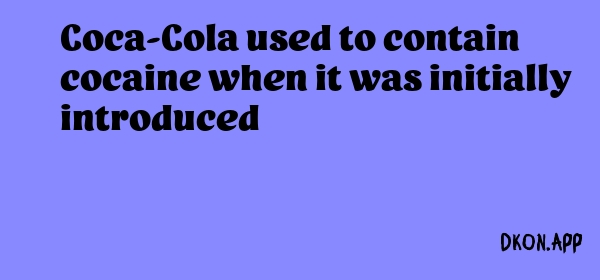 Coca-Cola used to contain
cocaine when it was initially
introduced
DKON.APP